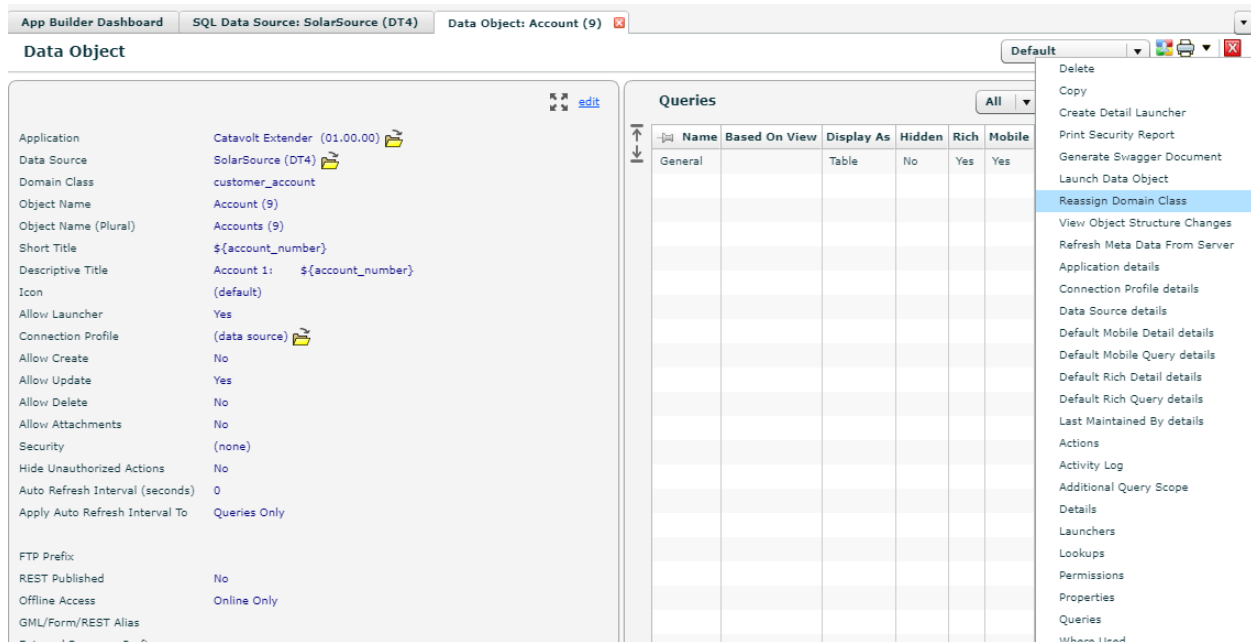 App Builder Dashboard
SQL Data Source: SolarSource (DT4)
Data Object: Account (9)
Data Object
Default
edit
Application Catavolt Extender (01.00.00)
Data Source SolarSource (DT4)
Domain Class customer_account
Object Name Account (9)
Object Name (Plural) Accounts (9)
Short Title ${account_number}
Descriptive Title Account 1: ${account_number}
Icon (default)
Allow Launcher Yes
Connection Profile (data source)
Allow Create No
Allow Update Yes
Allow Delete No
Allow Attachments No
Security (none)
Hide Unauthorized Actions No
Auto Refresh Interval (seconds) 0
Apply Auto Refresh Interval To Queries Only
FTP Prefix
REST Published No
Offline Access Online Only
GML/Form/REST Alias
Queries
All
Name Based On View Display As Hidden Rich Mobile
General Table No Yes Yes
Delete
Copy
Create Detail Launcher
Print Security Report
Generate Swagger Document
Launch Data Object
Reassign Domain Class
View Object Structure Changes
Refresh Meta Data From Server
Application details
Connection Profile details
Data Source details
Default Mobile Detail details
Default Mobile Query details
Default Rich Detail details
Default Rich Query details
Last Maintained By details
Actions
Activity Log
Additional Query Scope
Details
Launchers
Lookups
Permissions
Properties
Queries
Where Used